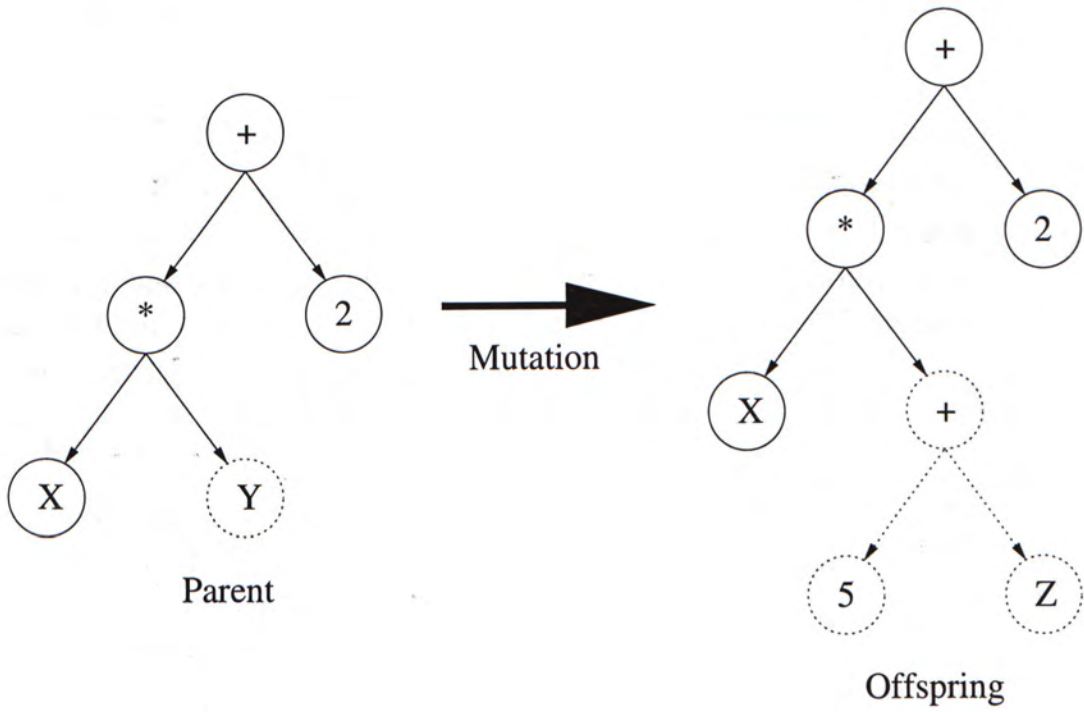 +
* 2
X Y
Parent
Mutation
+
* 2
X +
5 Z
Offspring